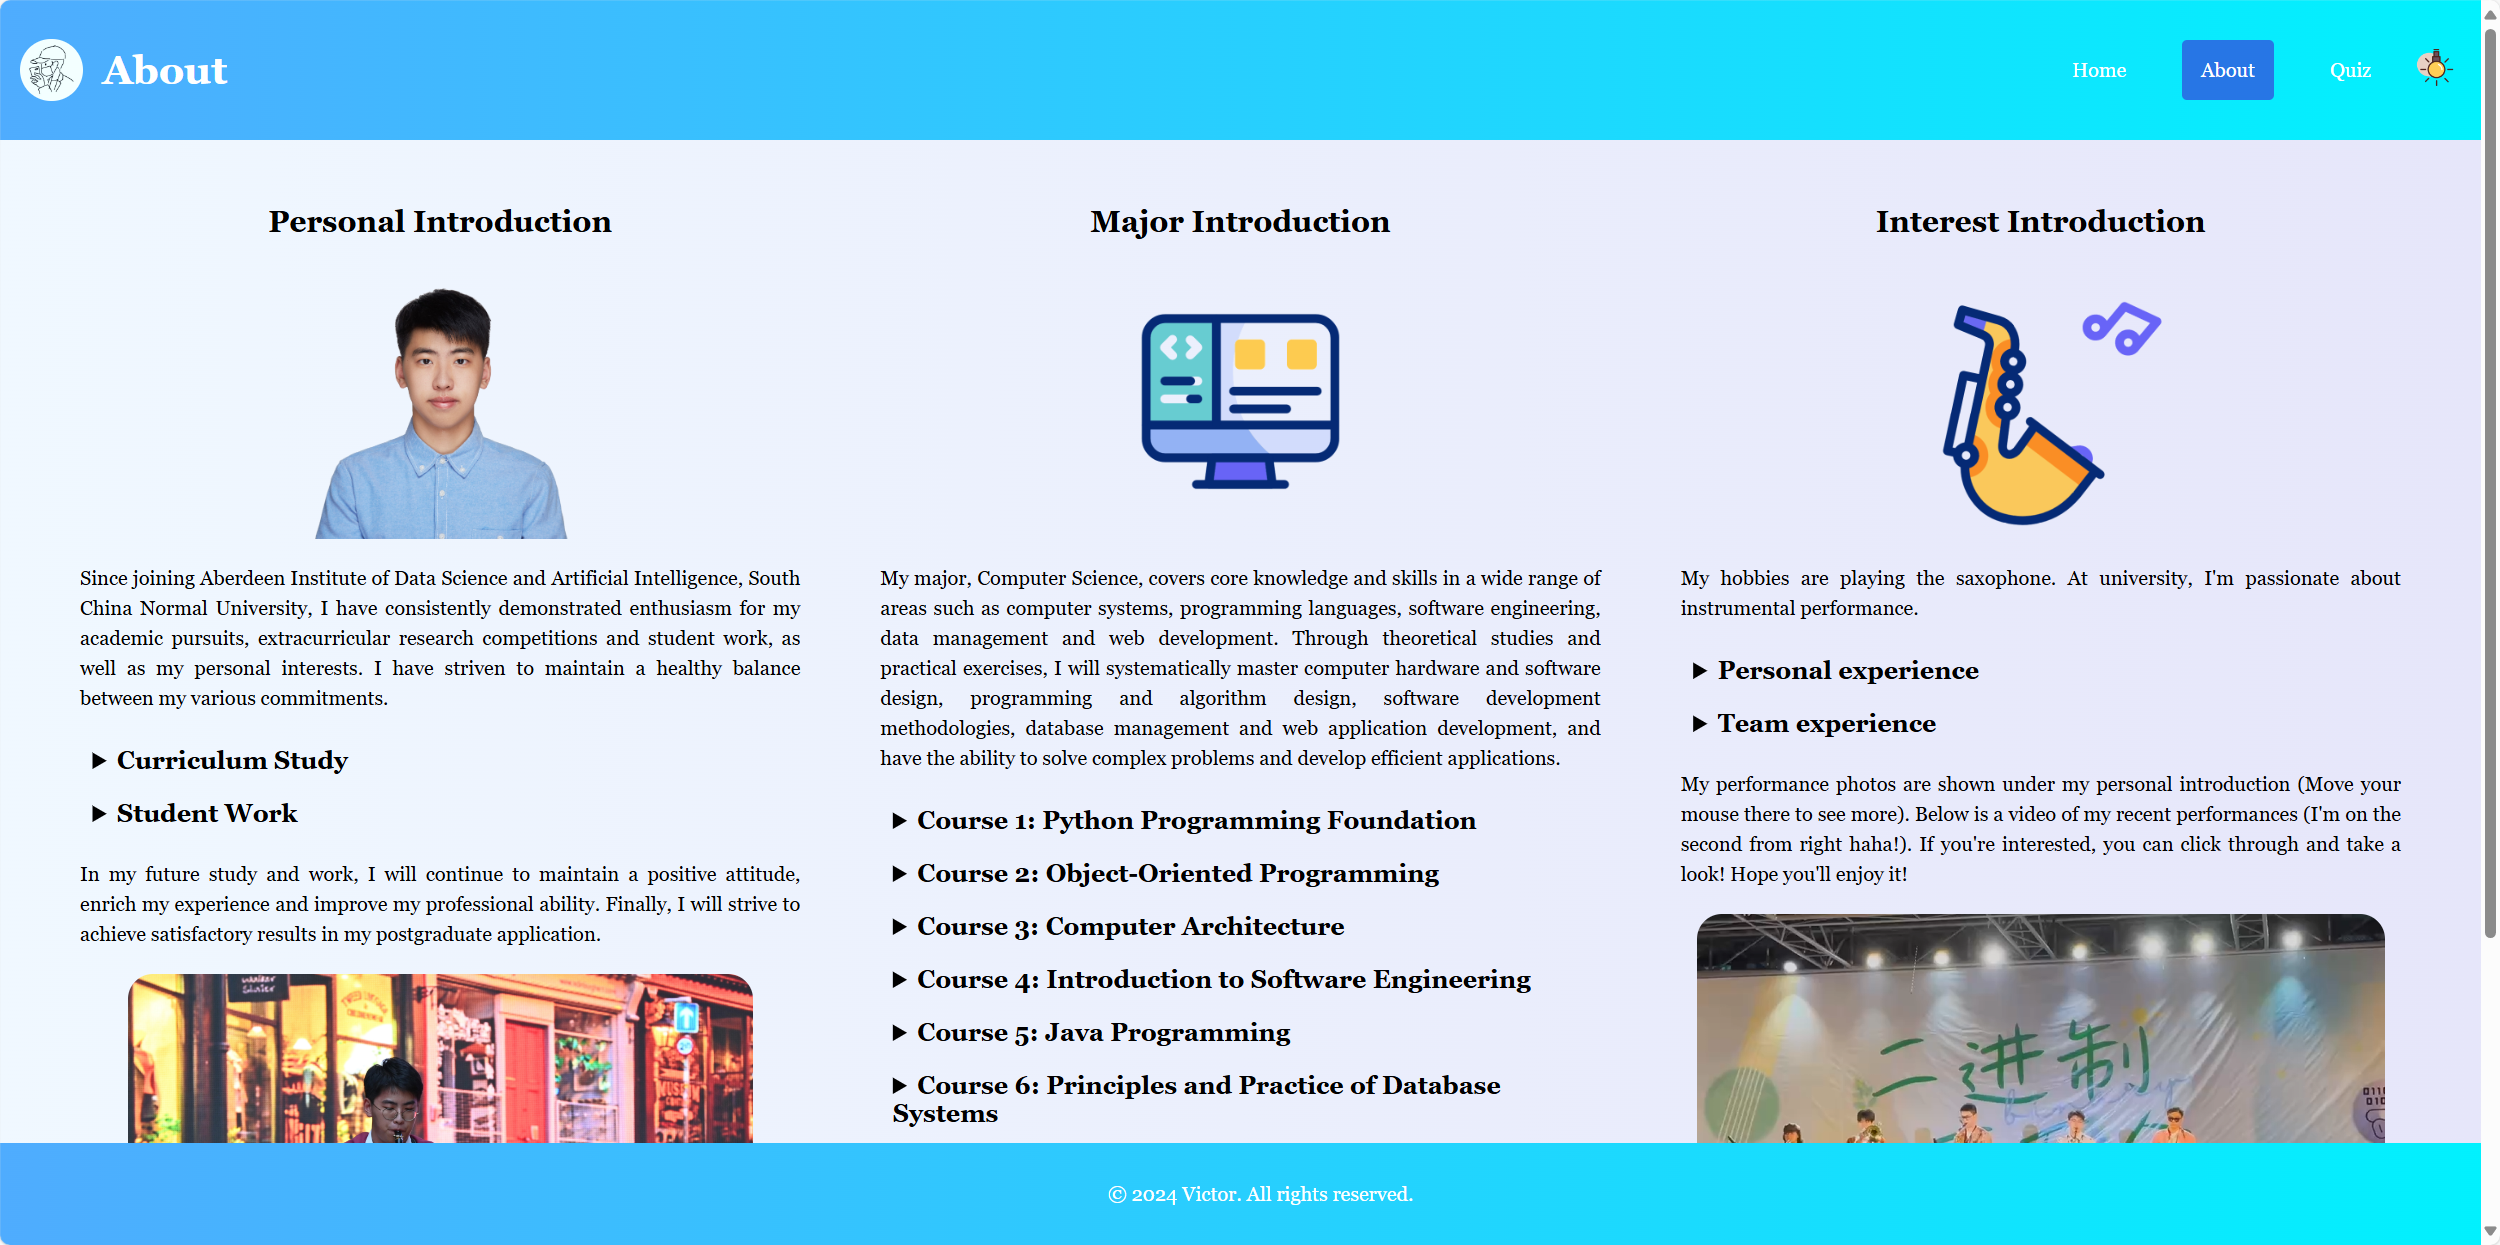 About
Home
About
Quiz
Personal Introduction
Since joining Aberdeen Institute of Data Science and Artificial Intelligence, South
China Normal University, I have consistently demonstrated enthusiasm for my
academic pursuits, extracurricular research competitions and student work, as
well as my personal interests. I have striven to maintain a healthy balance
between my various commitments.
Curriculum Study
Student Work
In my future study and work, I will continue to maintain a positive attitude,
enrich my experience and improve my professional ability. Finally, I will strive to
achieve satisfactory results in my postgraduate application.
Major Introduction
My major, Computer Science, covers core knowledge and skills in a wide range of
areas such as computer systems, programming languages, software engineering,
data management and web development. Through theoretical studies and
practical exercises, I will systematically master computer hardware and software
design, programming and algorithm design, software development
methodologies, database management and web application development, and
have the ability to solve complex problems and develop efficient applications.
Course 1: Python Programming Foundation
Course 2: Object-Oriented Programming
Course 3: Computer Architecture
Course 4: Introduction to Software Engineering
Course 5: Java Programming
Course 6: Principles and Practice of Database
Systems
Interest Introduction
My hobbies are playing the saxophone. At university, I'm passionate about
instrumental performance.
Personal experience
Team experience
My performance photos are shown under my personal introduction (Move your
mouse there to see more). Below is a video of my recent performances (I'm on the
second from right haha!). If you're interested, you can click through and take a
look! Hope you'll enjoy it!
二进制
© 2024 Victor. All rights reserved.